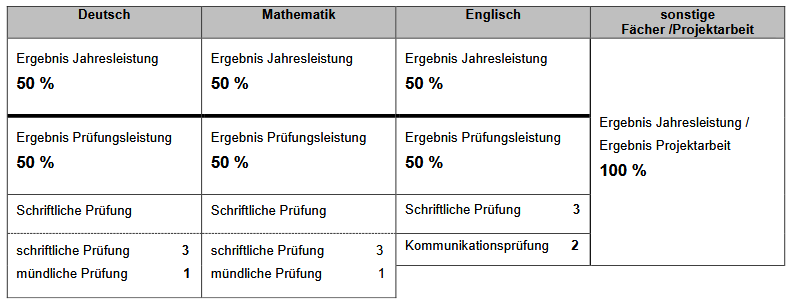 Deutsch
Mathematik
Englisch
sonstige
Fächer /Projektarbeit
Ergebnis Jahresleistung
50 %
Ergebnis Jahresleistung
50 %
Ergebnis Jahresleistung
50 %
Ergebnis Jahresleistung /
Ergebnis Projektarbeit
100 %
Ergebnis Prüfungsleistung
50 %
Ergebnis Prüfungsleistung
50 %
Ergebnis Prüfungsleistung
50 %
Schriftliche Prüfung
Schriftliche Prüfung
Schriftliche Prüfung 3
schriftliche Prüfung 3
mündliche Prüfung 1
schriftliche Prüfung 3
mündliche Prüfung 1
Kommunikationsprüfung 2